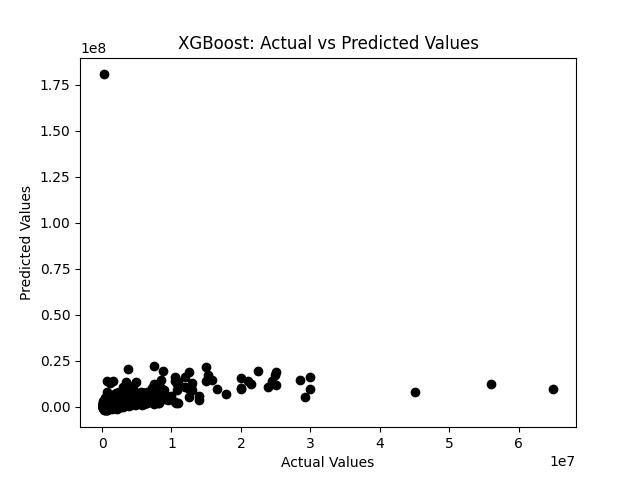 XGBoost: Actual vs Predicted Values
1e8
1.75
1.50
1.25
1.00
0.75
0.50
0.25
0.00
Predicted Values
0 1 2 3 4 5 6
1e7
Actual Values